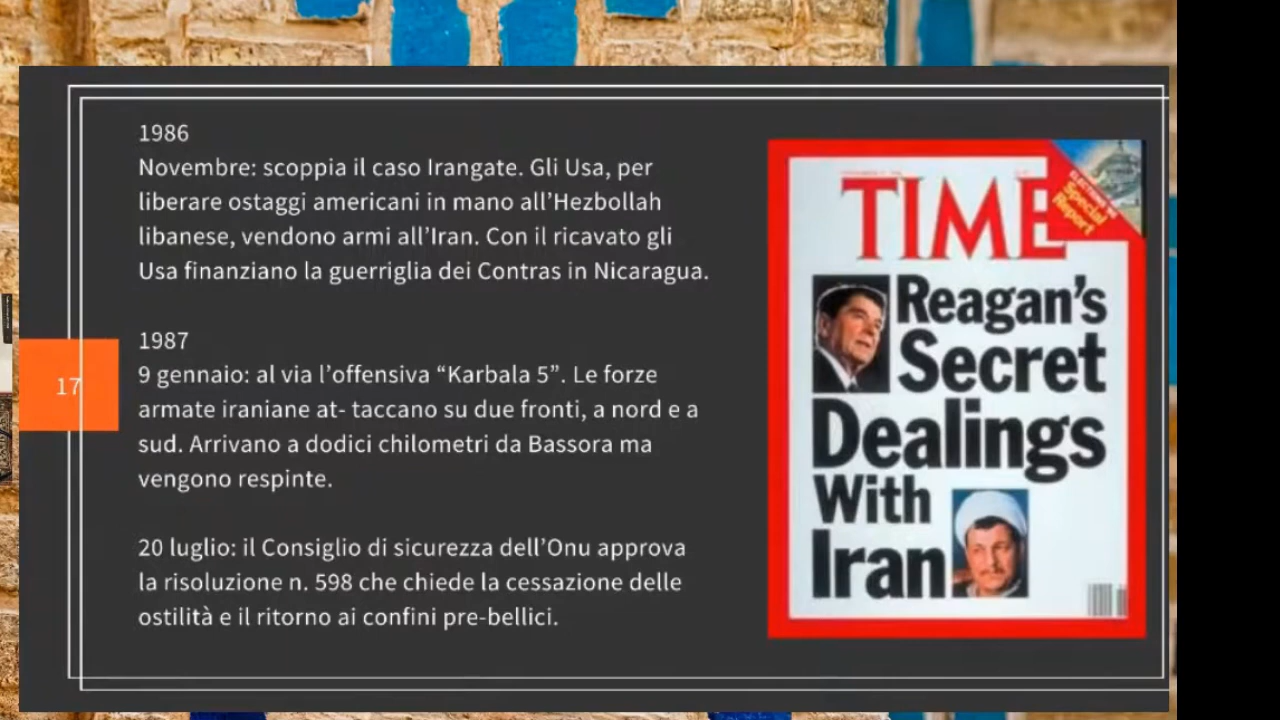 1986
Novembre: scoppia il caso Irangate. Gli Usa, per
liberare ostaggi americani in mano all’Hezbollah
libanese, vendono armi all’Iran. Con il ricavato gli
Usa finanziano la guerriglia dei Contras in Nicaragua.
1987
9 gennaio: al via l’offensiva “Karbala 5”. Le forze
armate iraniane at- taccano su due fronti, a nord e a
sud. Arrivano a dodici chilometri da Bassora ma
vengono respinte.
20 luglio: il Consiglio di sicurezza dell’Onu approva
la risoluzione n. 598 che chiede la cessazione delle
ostilità e il ritorno ai confini pre-bellici.
17
TIME
Special
Report
Reagan’s
Secret
Dealings
With
Iran